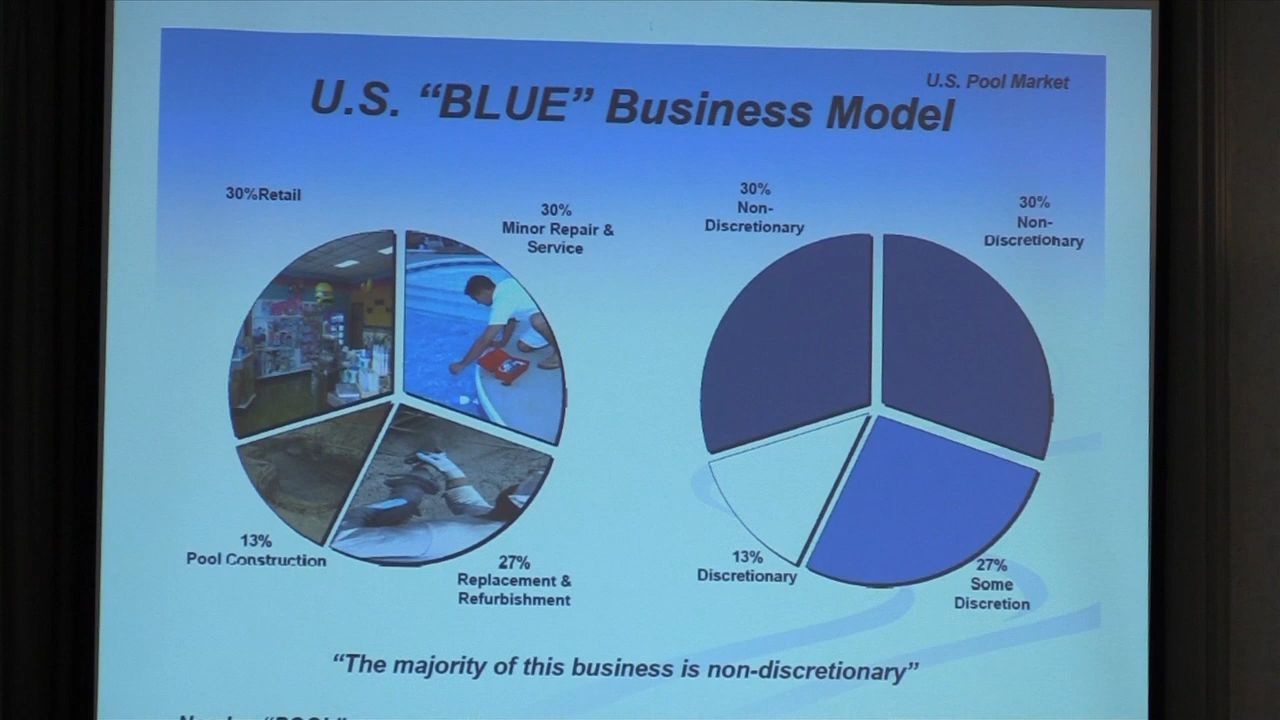 U.S. Pool Market
U.S. “BLUE” Business Model
30%Retail
30%
Minor Repair &
Service
13%
Pool Construction
27%
Replacement &
Refurbishment
30%
Non-
Discretionary
30%
Non-
Discretionary
13%
Discretionary
27%
Some
Discretion
“The majority of this business is non-discretionary”